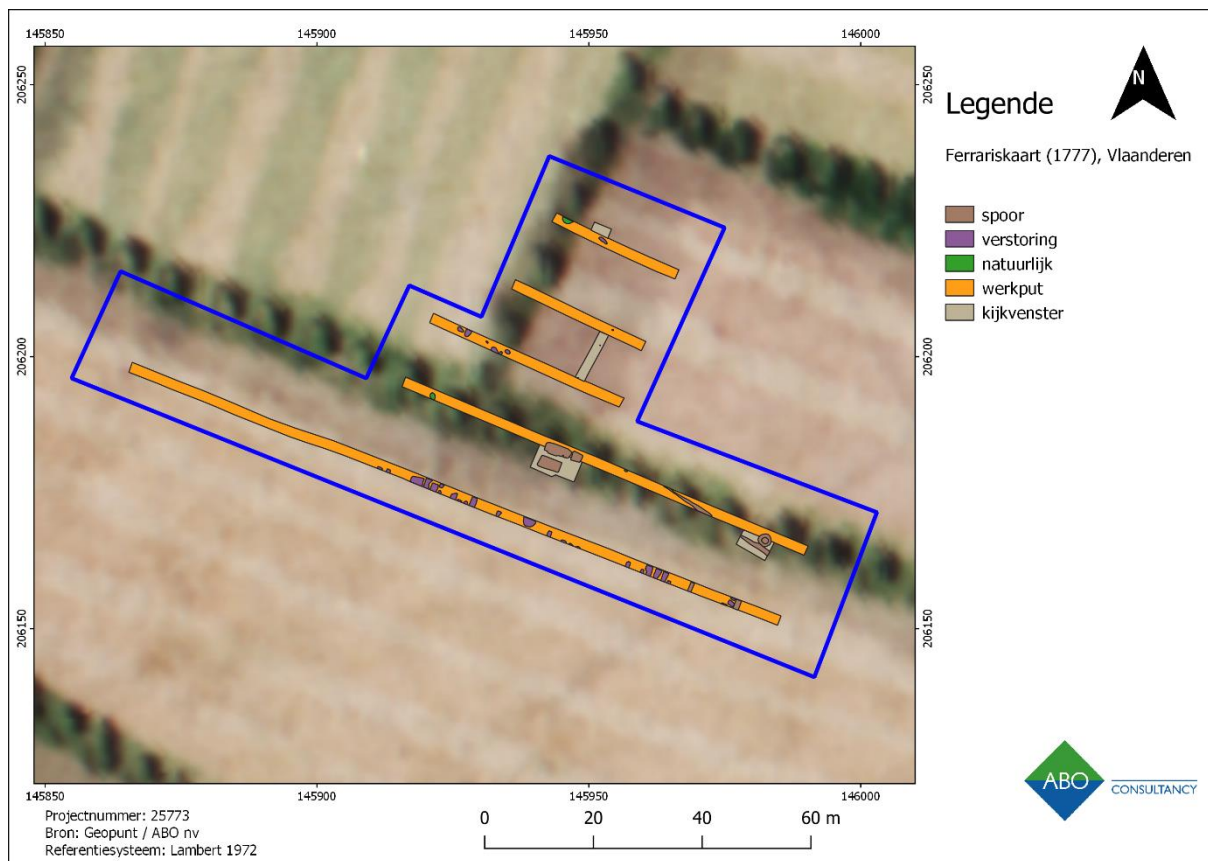 145850 145900 145950 146000
206250 206250
206200 206200
206150 206150
145850 145900 145950 146000
N
Legende
Ferrariskaart (1777), Vlaanderen
spoor
verstoring
natuurlijk
werkput
kijkvenster
ABO CONSULTANCY
Projectnummer: 25773
Bron: Geopunt / ABO nv
Referentiesysteem: Lambert 1972
0 20 40 60 m